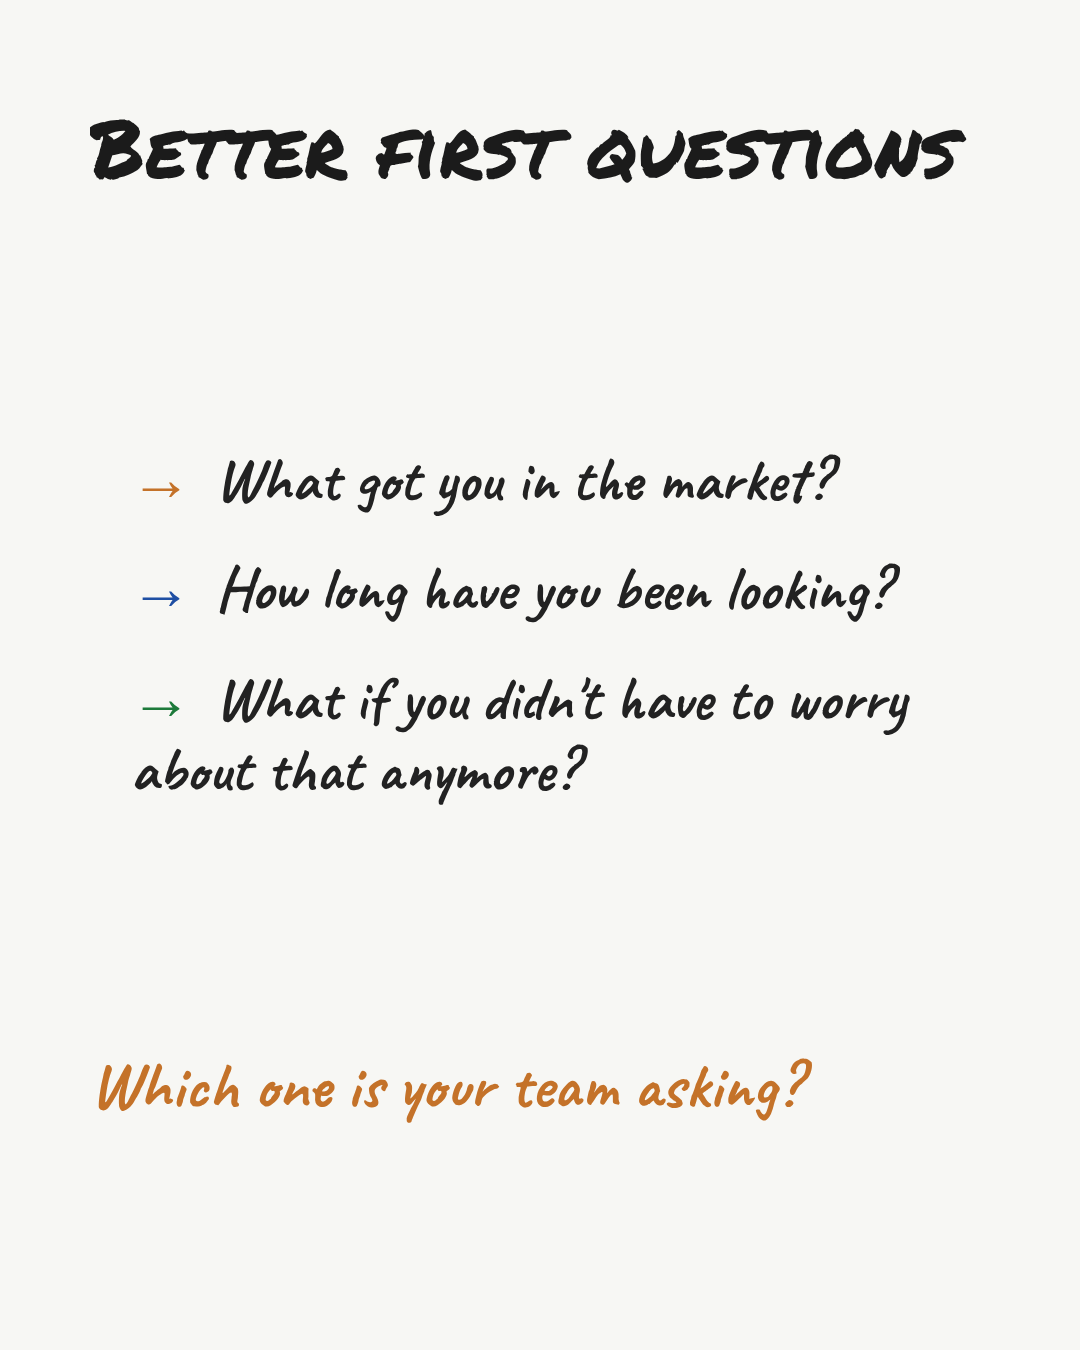 Better first questions
→ What got you in the market?
→ How long have you been looking?
→ What if you didn't have to worry
about that anymore?
Which one is your team asking?